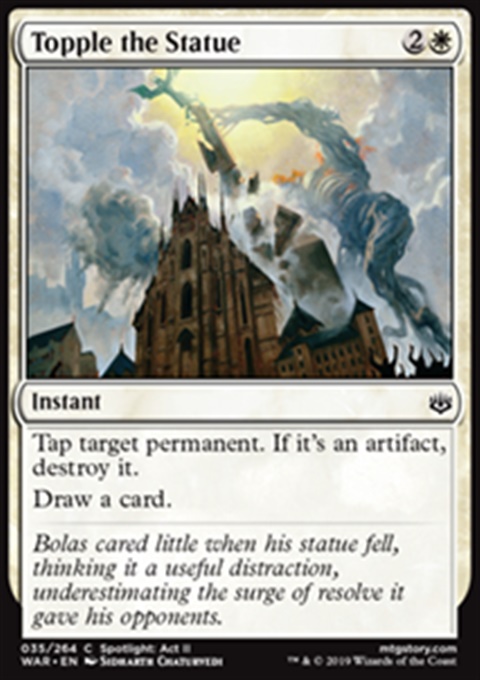 Topple the Statue 2
Instant
Tap target permanent. If it's an artifact,
destroy it.
Draw a card.
Bolas cared little when his statue fell,
thinking it a useful distraction,
underestimating the surge of resolve it
gave his opponents.
035/264 C Spotlight: Act II mtgstory.com
WAR • EN Sidharth Chaturvedi ™ & © 2019 Wizards of the Coast